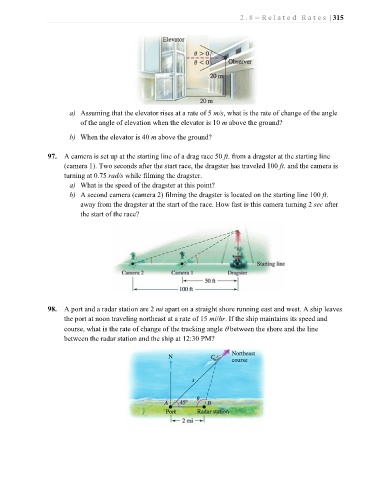 2.8 – Related Rates | 315
Elevator
θ > 0
θ < 0
Observer
20 m
20 m
a) Assuming that the elevator rises at a rate of 5 m/s, what is the rate of change of the angle
of the angle of elevation when the elevator is 10 m above the ground?
b) When the elevator is 40 m above the ground?
97. A camera is set up at the starting line of a drag race 50 ft. from a dragster at the starting line
(camera 1). Two seconds after the start race, the dragster has traveled 100 ft. and the camera is
turning at 0.75 rad/s while filming the dragster.
a) What is the speed of the dragster at this point?
b) A second camera (camera 2) filming the dragster is located on the starting line 100 ft.
away from the dragster at the start of the race. How fast is this camera turning 2 sec after
the start of the race?
Starting line
Camera 2 Camera 1 Dragster
50 ft
100 ft
98. A port and a radar station are 2 mi apart on a straight shore running east and west. A ship leaves
the port at noon traveling northeast at a rate of 15 mi/hr. If the ship maintains its speed and
course, what is the rate of change of the tracking angle θ between the shore and the line
between the radar station and the ship at 12:30 PM?
N
C
Northeast
course
s
A 45° θ B
Port Radar station
2 mi